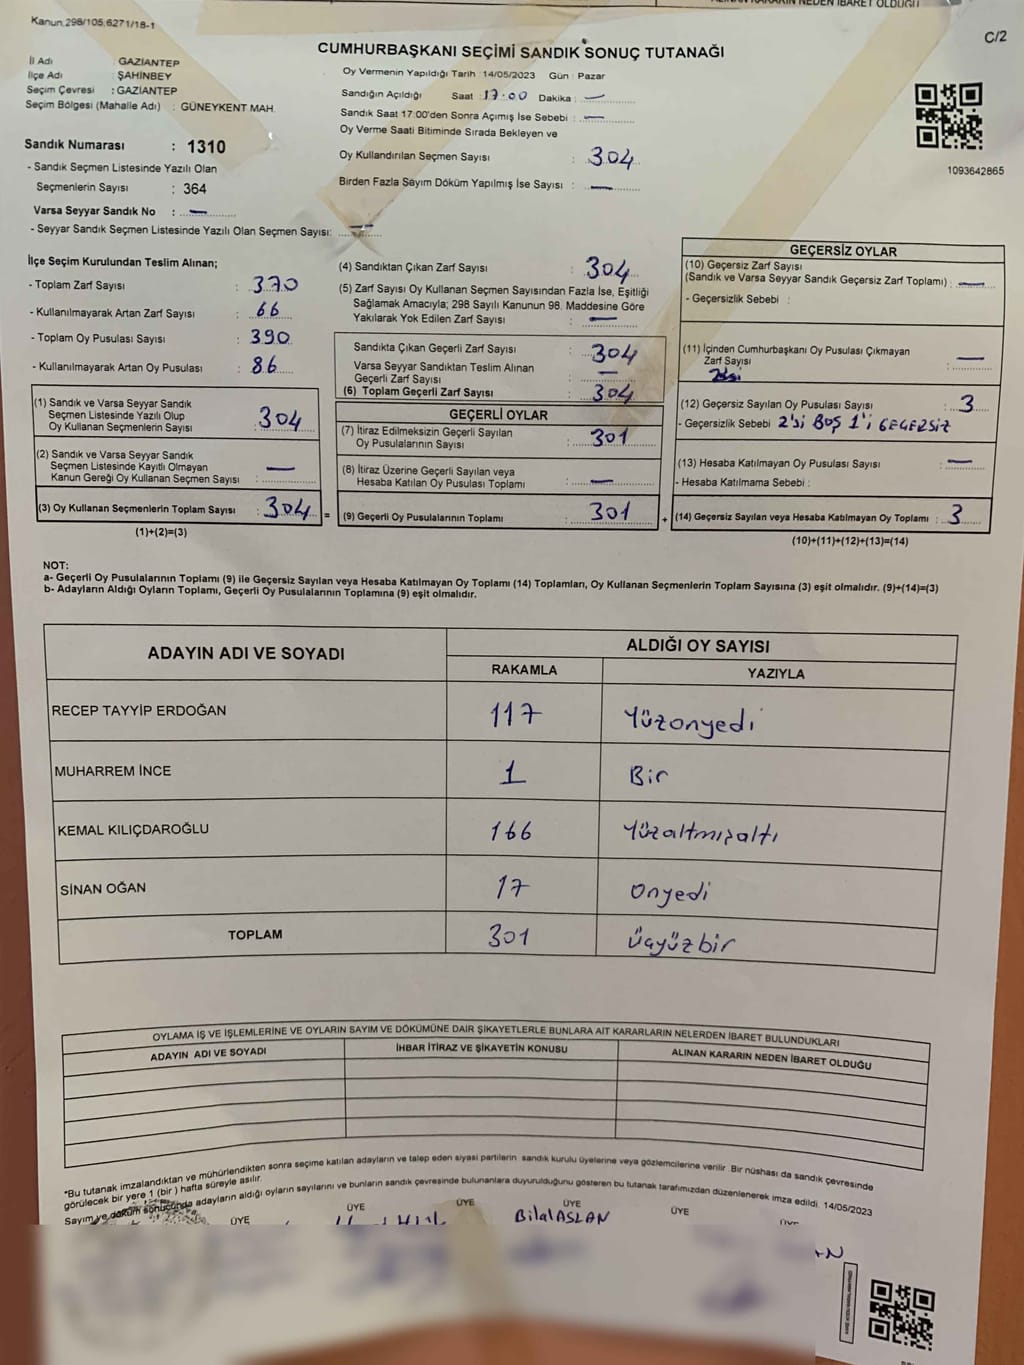 ALINAN KARARIN NEDEN İBARET OLDUĞU
Kanun 298/105;6271/18-1
C/2
CUMHURBAŞKANI SEÇİMİ SANDIK SONUÇ TUTANAĞI
İl Adı : GAZİANTEP
İlçe Adı : ŞAHİNBEY
Seçim Çevresi : GAZİANTEP
Seçim Bölgesi (Mahalle Adı) : GÜNEYKENT MAH.
Sandık Numarası : 1310
- Sandık Seçmen Listesinde Yazılı Olan
Seçmenlerin Sayısı : 364
Varsa Seyyar Sandık No : —
- Seyyar Sandık Seçmen Listesinde Yazılı Olan Seçmen Sayısı:
Oy Vermenin Yapıldığı Tarih :14/05/2023 Gün : Pazar
Sandığın Açıldığı Saat :17:00 Dakika : —
Sandık Saat 17:00'den Sonra Açımış İse Sebebi : —
Oy Verme Saati Bitiminde Sırada Bekleyen ve
Oy Kullandırılan Seçmen Sayısı : 304
Birden Fazla Sayım Döküm Yapılmış İse Sayısı : —
1093642865
İlçe Seçim Kurulundan Teslim Alınan;
- Toplam Zarf Sayısı : 370
- Kullanılmayarak Artan Zarf Sayısı : 66
- Toplam Oy Pusulası Sayısı : 390
- Kullanılmayarak Artan Oy Pusulası : 86
(1) Sandık ve Varsa Seyyar Sandık
Seçmen Listesinde Yazılı Olup
Oy Kullanan Seçmenlerin Sayısı : 304
(2) Sandık ve Varsa Seyyar Sandık
Seçmen Listesinde Kayıtlı Olmayan
Kanun Gereği Oy Kullanan Seçmen Sayısı : —
(3) Oy Kullanan Seçmenlerin Toplam Sayısı : 304 =
(1)+(2)=(3)
(4) Sandıktan Çıkan Zarf Sayısı : 304
(5) Zarf Sayısı Oy Kullanan Seçmen Sayısından Fazla İse, Eşitliği
Sağlamak Amacıyla; 298 Sayılı Kanunun 98. Maddesine Göre
Yakılarak Yok Edilen Zarf Sayısı : —
Sandıkta Çıkan Geçerli Zarf Sayısı : 304
Varsa Seyyar Sandıktan Teslim Alınan
Geçerli Zarf Sayısı : —
(6) Toplam Geçerli Zarf Sayısı : 304
GEÇERLİ OYLAR
(7) İtiraz Edilmeksizin Geçerli Sayılan
Oy Pusulalarının Sayısı : 301
(8) İtiraz Üzerine Geçerli Sayılan veya
Hesaba Katılan Oy Pusulası Toplamı : —
(9) Geçerli Oy Pusulalarının Toplamı : 301 +
GEÇERSİZ OYLAR
(10) Geçersiz Zarf Sayısı
(Sandık ve Varsa Seyyar Sandık Geçersiz Zarf Toplamı) : —
- Geçersizlik Sebebi :
(11) İçinden Cumhurbaşkanı Oy Pusulası Çıkmayan
Zarf Sayısı : —
(12) Geçersiz Sayılan Oy Pusulası Sayısı : 3
- Geçersizlik Sebebi 2'si BOŞ 1'i GEÇERSİZ
(13) Hesaba Katılmayan Oy Pusulası Sayısı : —
- Hesaba Katılmama Sebebi :
(14) Geçersiz Sayılan veya Hesaba Katılmayan Oy Toplamı : 3
(10)+(11)+(12)+(13)=(14)
NOT:
a- Geçerli Oy Pusulalarının Toplamı (9) ile Geçersiz Sayılan veya Hesaba Katılmayan Oy Toplamı (14) Toplamları, Oy Kullanan Seçmenlerin Toplam Sayısına (3) eşit olmalıdır. (9)+(14)=(3)
b- Adayların Aldığı Oyların Toplamı, Geçerli Oy Pusulalarının Toplamına (9) eşit olmalıdır.
ADAYIN ADI VE SOYADI
ALDIĞI OY SAYISI
RAKAMLA YAZIYLA
RECEP TAYYİP ERDOĞAN 117 Yüzonyedi
MUHARREM İNCE 1 Bir
KEMAL KILIÇDAROĞLU 166 Yüzaltmışaltı
SİNAN OĞAN 17 Onyedi
TOPLAM 301 Üçyüzbir
OYLAMA İŞ VE İŞLEMLERİNE VE OYLARIN SAYIM VE DÖKÜMÜNE DAİR ŞİKAYETLERLE BUNLARA AİT KARARLARIN NELERDEN İBARET BULUNDUKLARI
ADAYIN ADI VE SOYADI İHBAR İTİRAZ VE ŞİKAYETİN KONUSU ALINAN KARARIN NEDEN İBARET OLDUĞU
*Bu tutanak imzalandıktan ve mühürlendikten sonra seçime katılan adayların ve talep eden siyasi partilerin sandık kurulu üyelerine veya gözlemcilerine verilir. Bir nüshası da sandık çevresinde
görülecek bir yere 1 (bir) hafta süreyle asılır.
Sayım ve döküm sonucunda adayların aldığı oyların sayılarını ve bunların sandık çevresinde bulunanlara duyurulduğunu gösteren bu tutanak tarafımızdan düzenlenerek imza edildi. 14/05/2023
ÜYE ÜYE ÜYE ÜYE ÜYE ÜYE
Bilal ASLAN